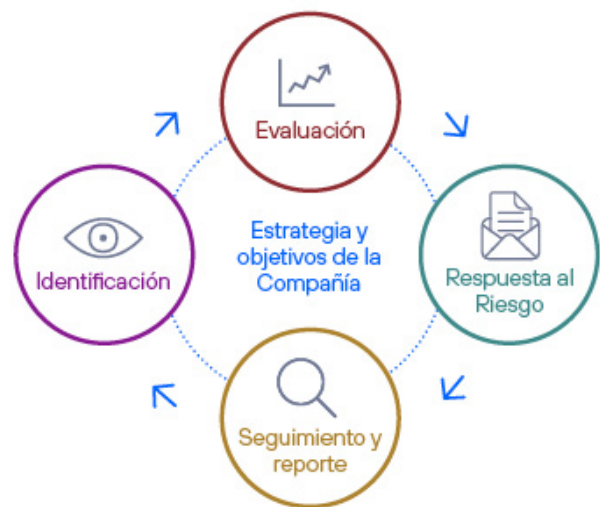 Evaluación
Identificación
Estrategia y
objetivos de la
Compañía
Respuesta al
Riesgo
Seguimiento y
reporte